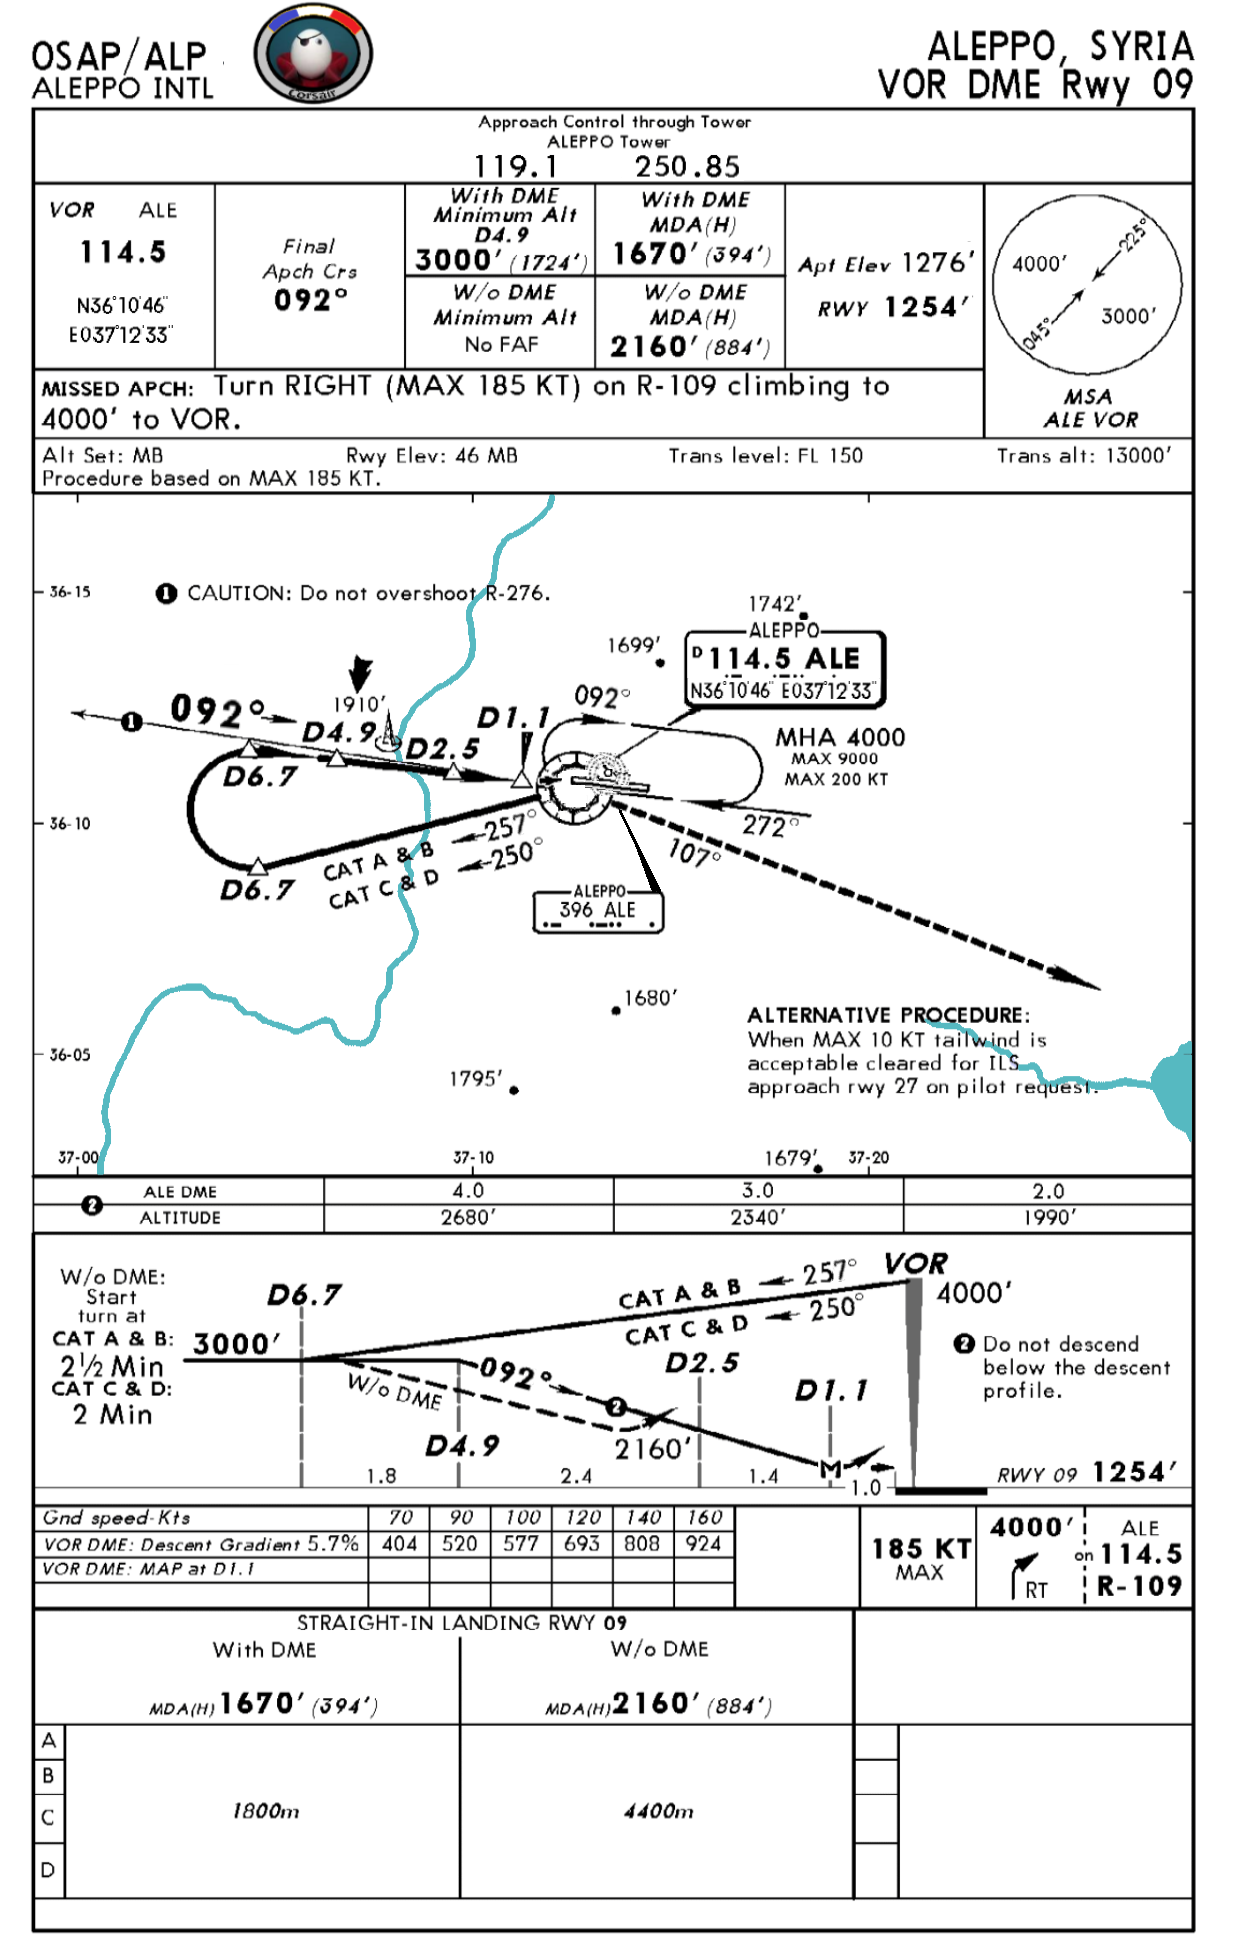 OSAP/ALP
ALEPPO INTL
Corsair
ALEPPO, SYRIA
VOR DME Rwy 09
Approach Control through Tower
ALEPPO Tower
119.1 250.85
VOR ALE
114.5
N36°10'46"
E037°12'33"
Final
Apch Crs
092°
With DME
Minimum Alt
D4.9
3000' (1724')
W/o DME
Minimum Alt
No FAF
With DME
MDA(H)
1670' (394')
W/o DME
MDA(H)
2160' (884')
Apt Elev 1276'
RWY 1254'
4000'
225°
045°
3000'
MSA
ALE VOR
MISSED APCH: Turn RIGHT (MAX 185 KT) on R-109 climbing to
4000' to VOR.
Alt Set: MB Rwy Elev: 46 MB Trans level: FL 150 Trans alt: 13000'
Procedure based on MAX 185 KT.
36-15
1 CAUTION: Do not overshoot R-276.
1742'
1699'
ALEPPO
D 114.5 ALE
N36°10'46" E037°12'33"
1910'
092°
1
D4.9
D2.5
D1.1
092°
MHA 4000
MAX 9000
MAX 200 KT
D6.7
36-10
272°
257°
CAT A & B
250°
CAT C & D
107°
D6.7
ALEPPO
396 ALE
1680'
ALTERNATIVE PROCEDURE:
When MAX 10 KT tailwind is
acceptable cleared for ILS
approach rwy 27 on pilot request.
36-05
1795'
37-00 37-10 1679' 37-20
2 ALE DME 4.0 3.0 2.0
ALTITUDE 2680' 2340' 1990'
W/o DME:
Start
turn at
CAT A & B:
2½ Min
CAT C & D:
2 Min
D6.7
3000'
CAT A & B 257°
CAT C & D 250°
VOR
4000'
092°
W/o DME
D2.5
D1.1
2
D4.9
2160'
M
2 Do not descend
below the descent
profile.
1.8 2.4 1.4 1.0
RWY 09 1254'
Gnd speed-Kts 70 90 100 120 140 160
VOR DME: Descent Gradient 5.7% 404 520 577 693 808 924
VOR DME: MAP at D1.1
185 KT
MAX
4000'
RT
on
ALE
114.5
R-109
STRAIGHT-IN LANDING RWY 09
With DME W/o DME
MDA(H) 1670' (394') MDA(H) 2160' (884')
A
B
C
D
1800m 4400m